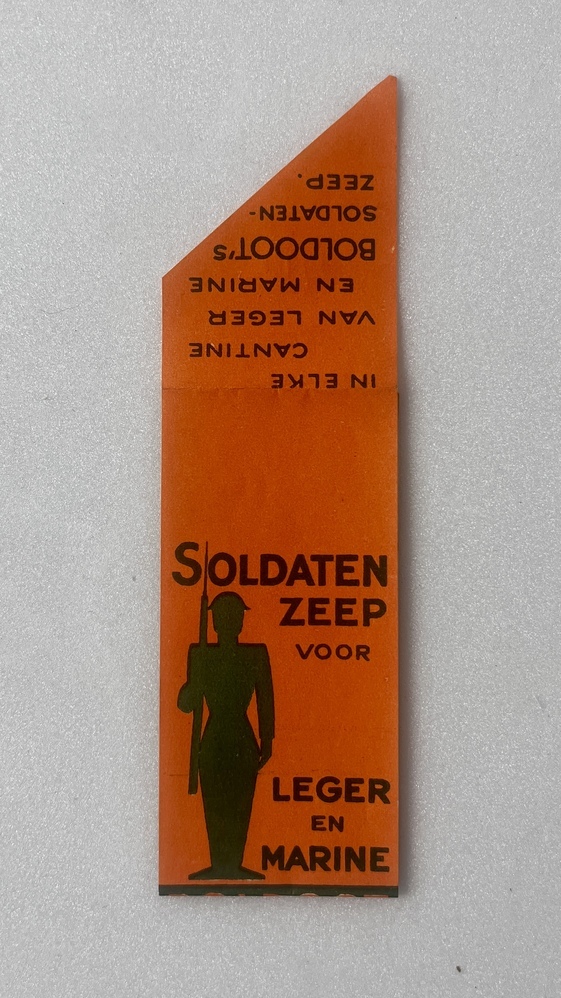 IN ELKE
CANTINE
VAN LEGER
EN MARINE
BOLDOOT'S
SOLDATEN-
ZEEP.
SOLDATEN
ZEEP
VOOR
LEGER
EN
MARINE